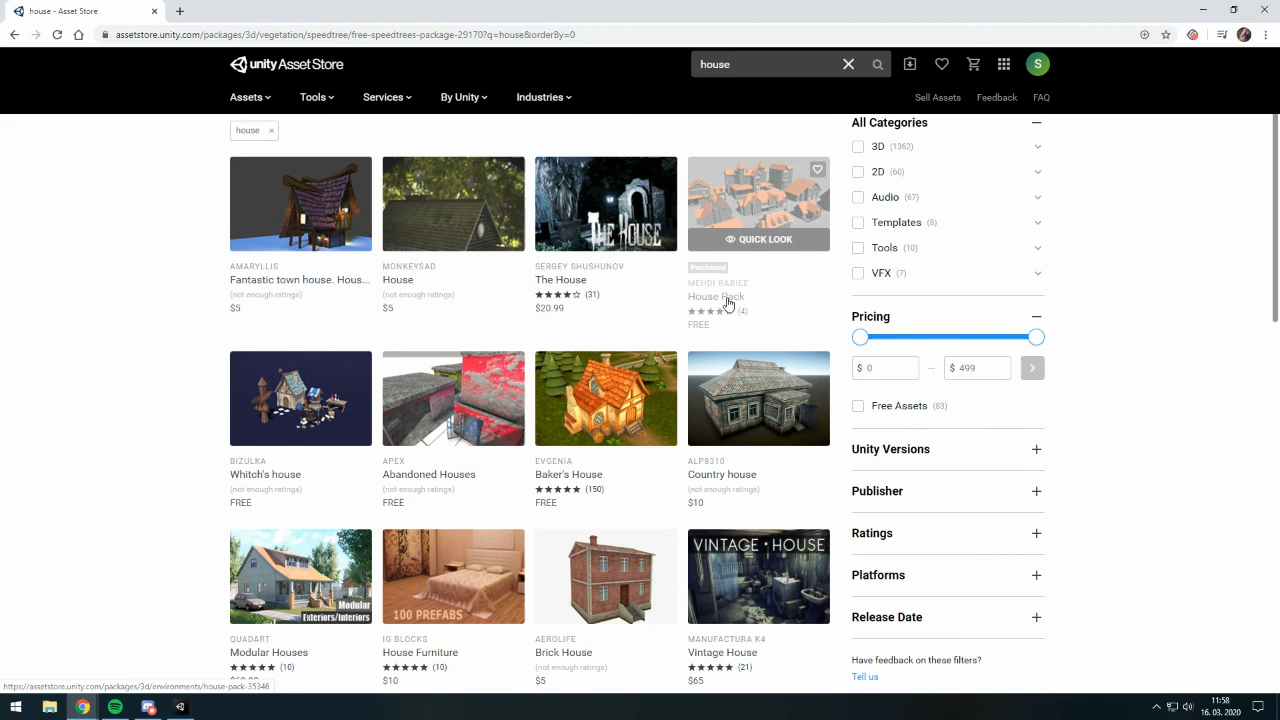 house - Asset Store
assetstore.unity.com/packages/3d/vegetation/speedtree/free-speedtrees-package-29170?q=house&orderBy=0
unity Asset Store
house
S
Assets
Tools
Services
By Unity
Industries
Sell Assets
Feedback
FAQ
house ×
AMARYLLIS
Fantastic town house. Hous...
(not enough ratings)
$5
MONKEYSAD
House
(not enough ratings)
$5
THE HOUSE
SERGEY SHUSHUNOV
The House
(31)
$20.99
QUICK LOOK
Purchased
MEHDI RABIEE
House Pack
(4)
FREE
BIZULKA
Whitch's house
(not enough ratings)
FREE
APEX
Abandoned Houses
(not enough ratings)
FREE
EVGENIA
Baker's House
(150)
FREE
ALP8310
Country house
(not enough ratings)
$10
Modular
Exteriors/Interiors
QUADART
Modular Houses
(10)
100 PREFABS
IG BLOCKS
House Furniture
(10)
$10
AEROLIFE
Brick House
(not enough ratings)
$5
VINTAGE · HOUSE
MANUFACTURA K4
Vintage House
(21)
$65
All Categories
3D (1362)
2D (60)
Audio (67)
Templates (8)
Tools (10)
VFX (7)
Pricing
$ 0 — $ 499
Free Assets (83)
Unity Versions
Publisher
Ratings
Platforms
Release Date
Have feedback on these filters?
Tell us
https://assetstore.unity.com/packages/3d/environments/house-pack-35346
11:58
16. 03. 2020